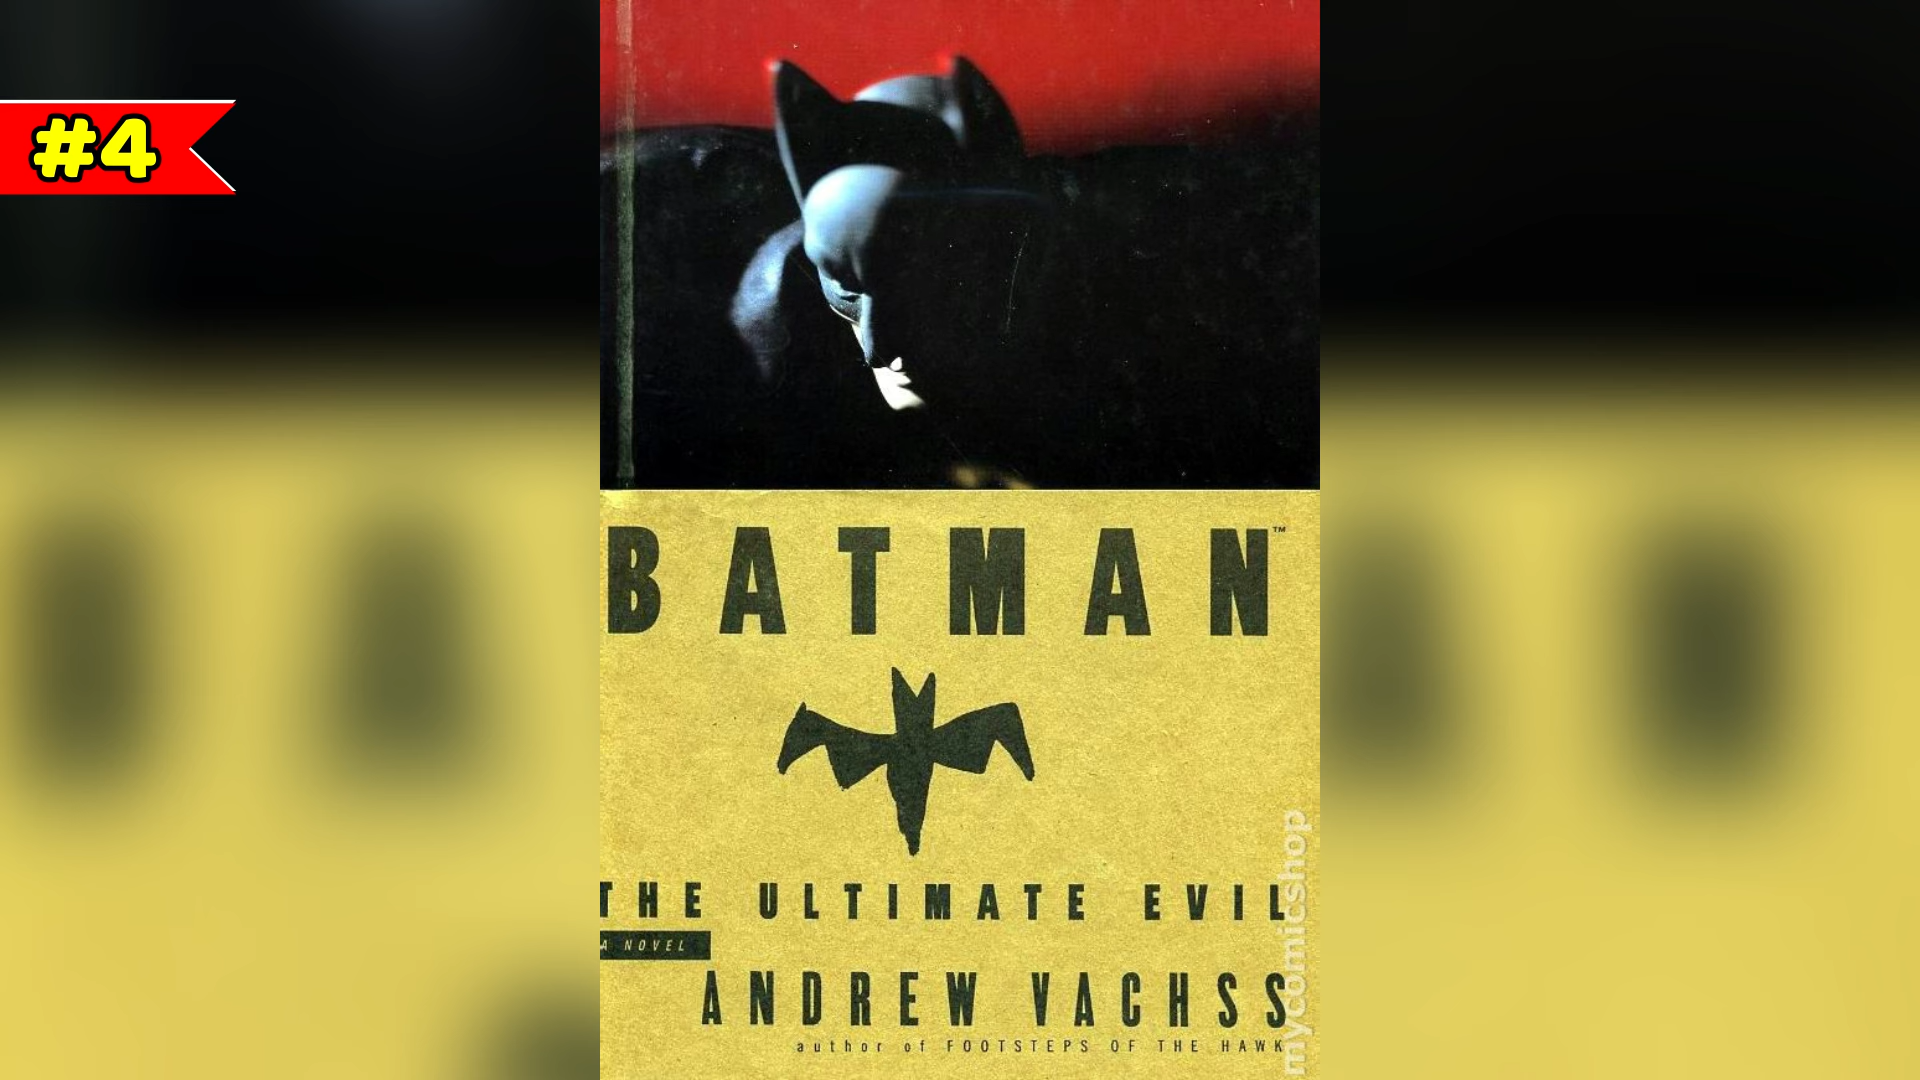 #4
BATMAN™
THE ULTIMATE EVIL
A NOVEL
ANDREW VACHSS
author of FOOTSTEPS OF THE HAWK
mycomicshop